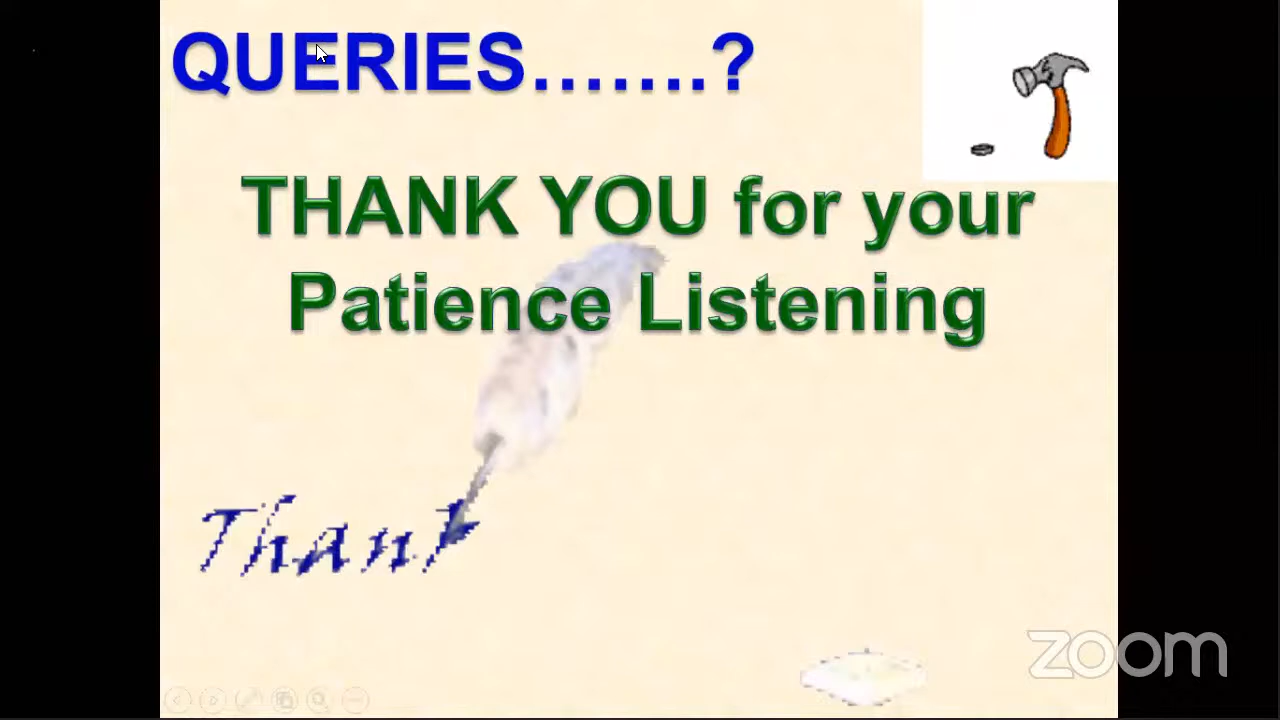 QUERIES.......?
THANK YOU for your
Patience Listening
Thank
zoom